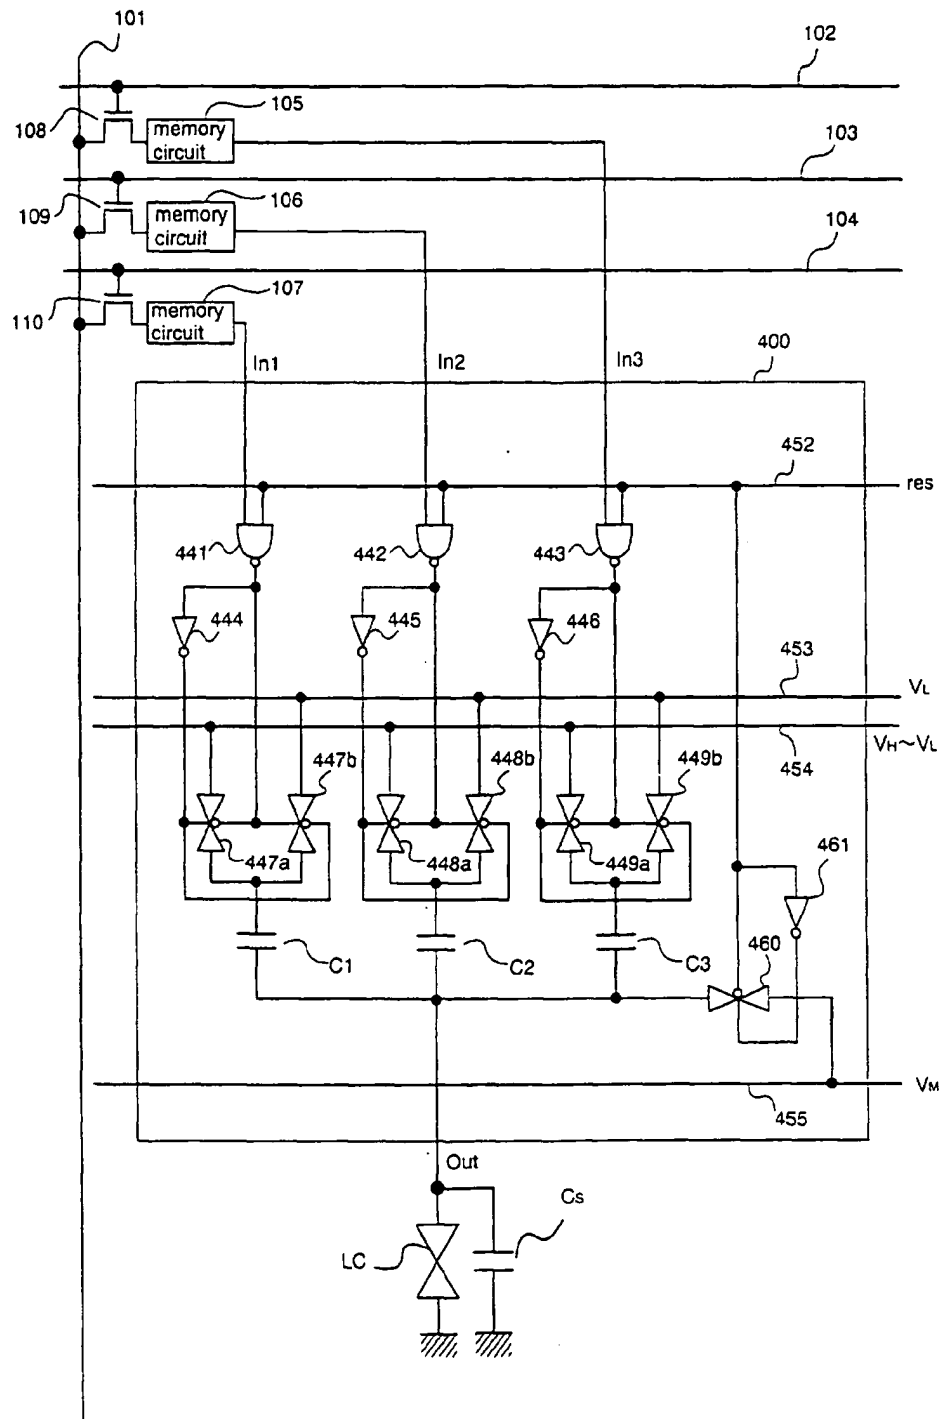 101
102
105
108
memory
circuit
103
106
109
memory
circuit
104
107
110
memory
circuit
In1
In2
In3
400
452
res
441
442
443
444
445
446
453
VL
VH~VL
454
447b
448b
449b
447a
448a
449a
461
460
C1
C2
C3
VM
455
Out
Cs
LC